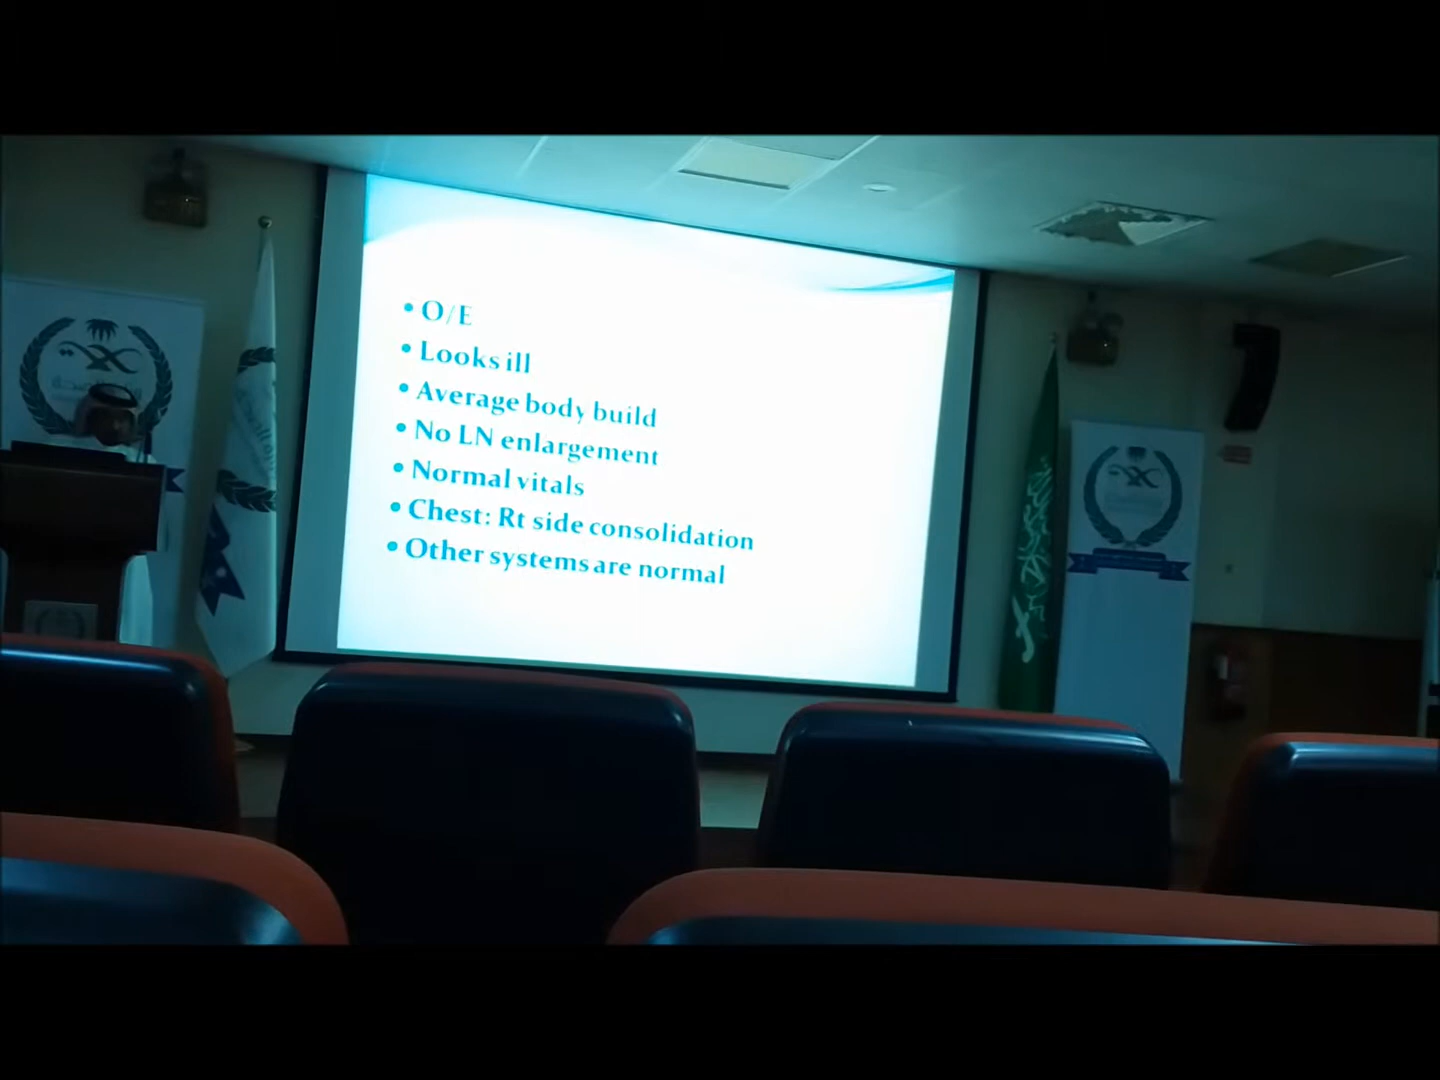 • O/E
• Looks ill
• Average body build
• No LN enlargement
• Normal vitals
• Chest: Rt side consolidation
• Other systems are normal